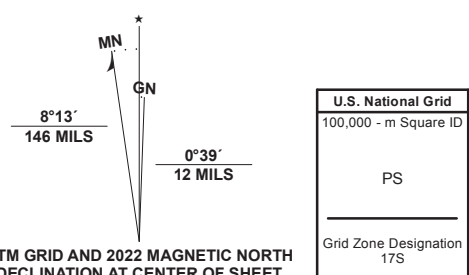 ★
MN
GN
8°13´
146 MILS
0°39´
12 MILS
TM GRID AND 2022 MAGNETIC NORTH
DECLINATION AT CENTER OF SHEET
U.S. National Grid
100,000 - m Square ID
PS
Grid Zone Designation
17S